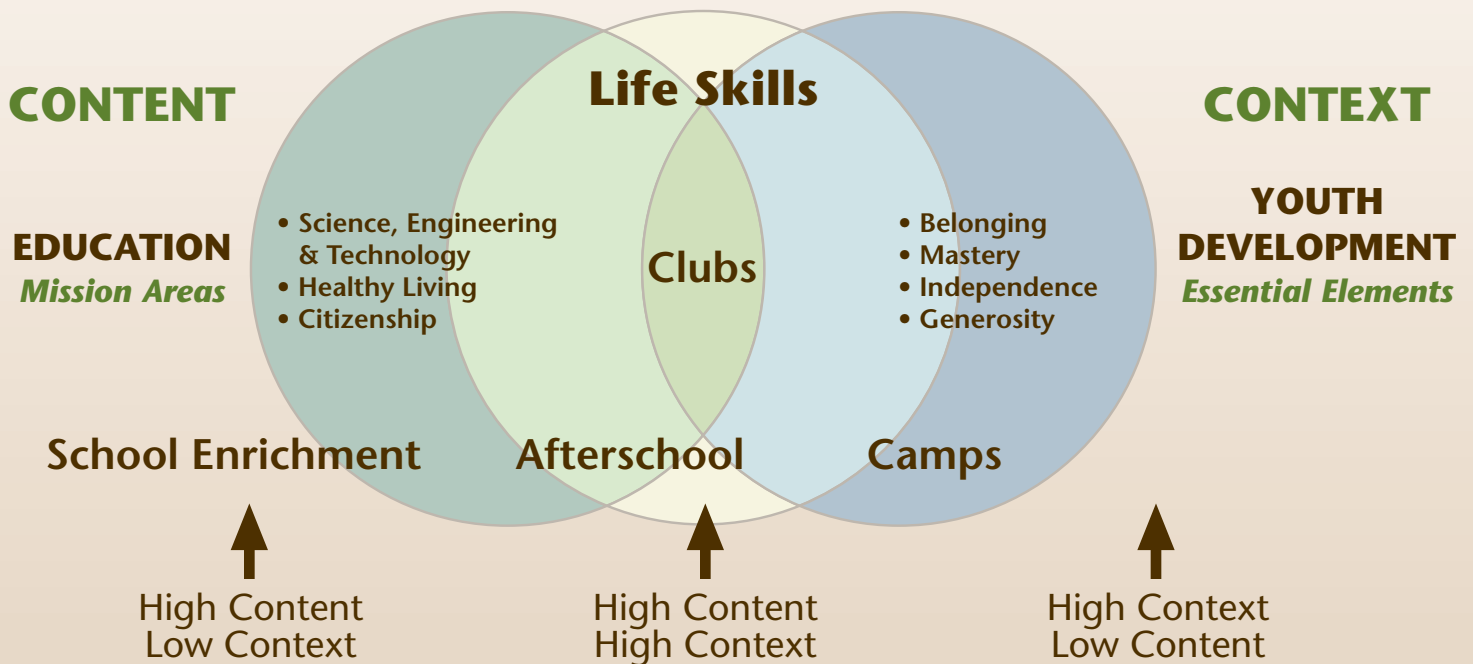 Life Skills
CONTENT
EDUCATION
Mission Areas
• Science, Engineering
& Technology
• Healthy Living
• Citizenship
Clubs
• Belonging
• Mastery
• Independence
• Generosity
CONTEXT
YOUTH
DEVELOPMENT
Essential Elements
School Enrichment
Afterschool
Camps
High Content
Low Context
High Content
High Context
High Context
Low Content